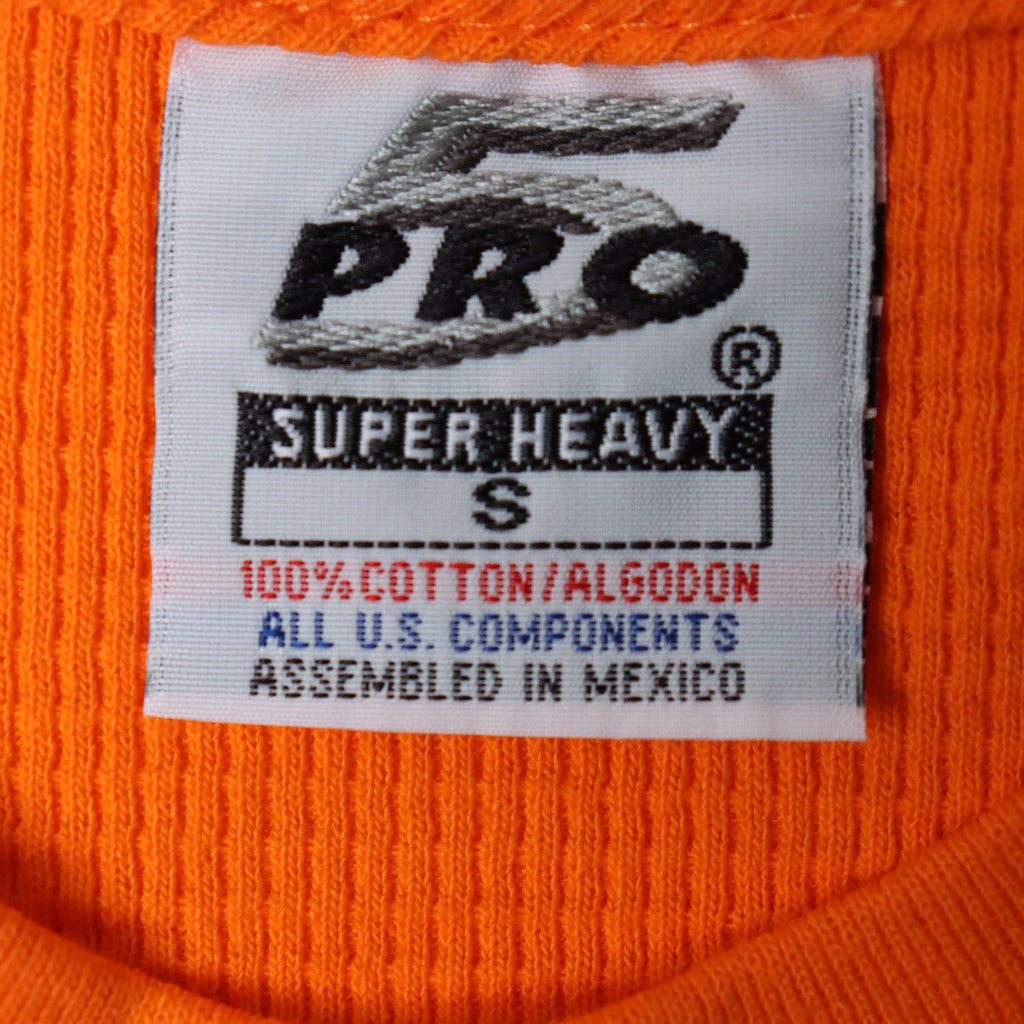 5
PRO
®
SUPER HEAVY
S
100% COTTON/ALGODON
ALL U.S. COMPONENTS
ASSEMBLED IN MEXICO